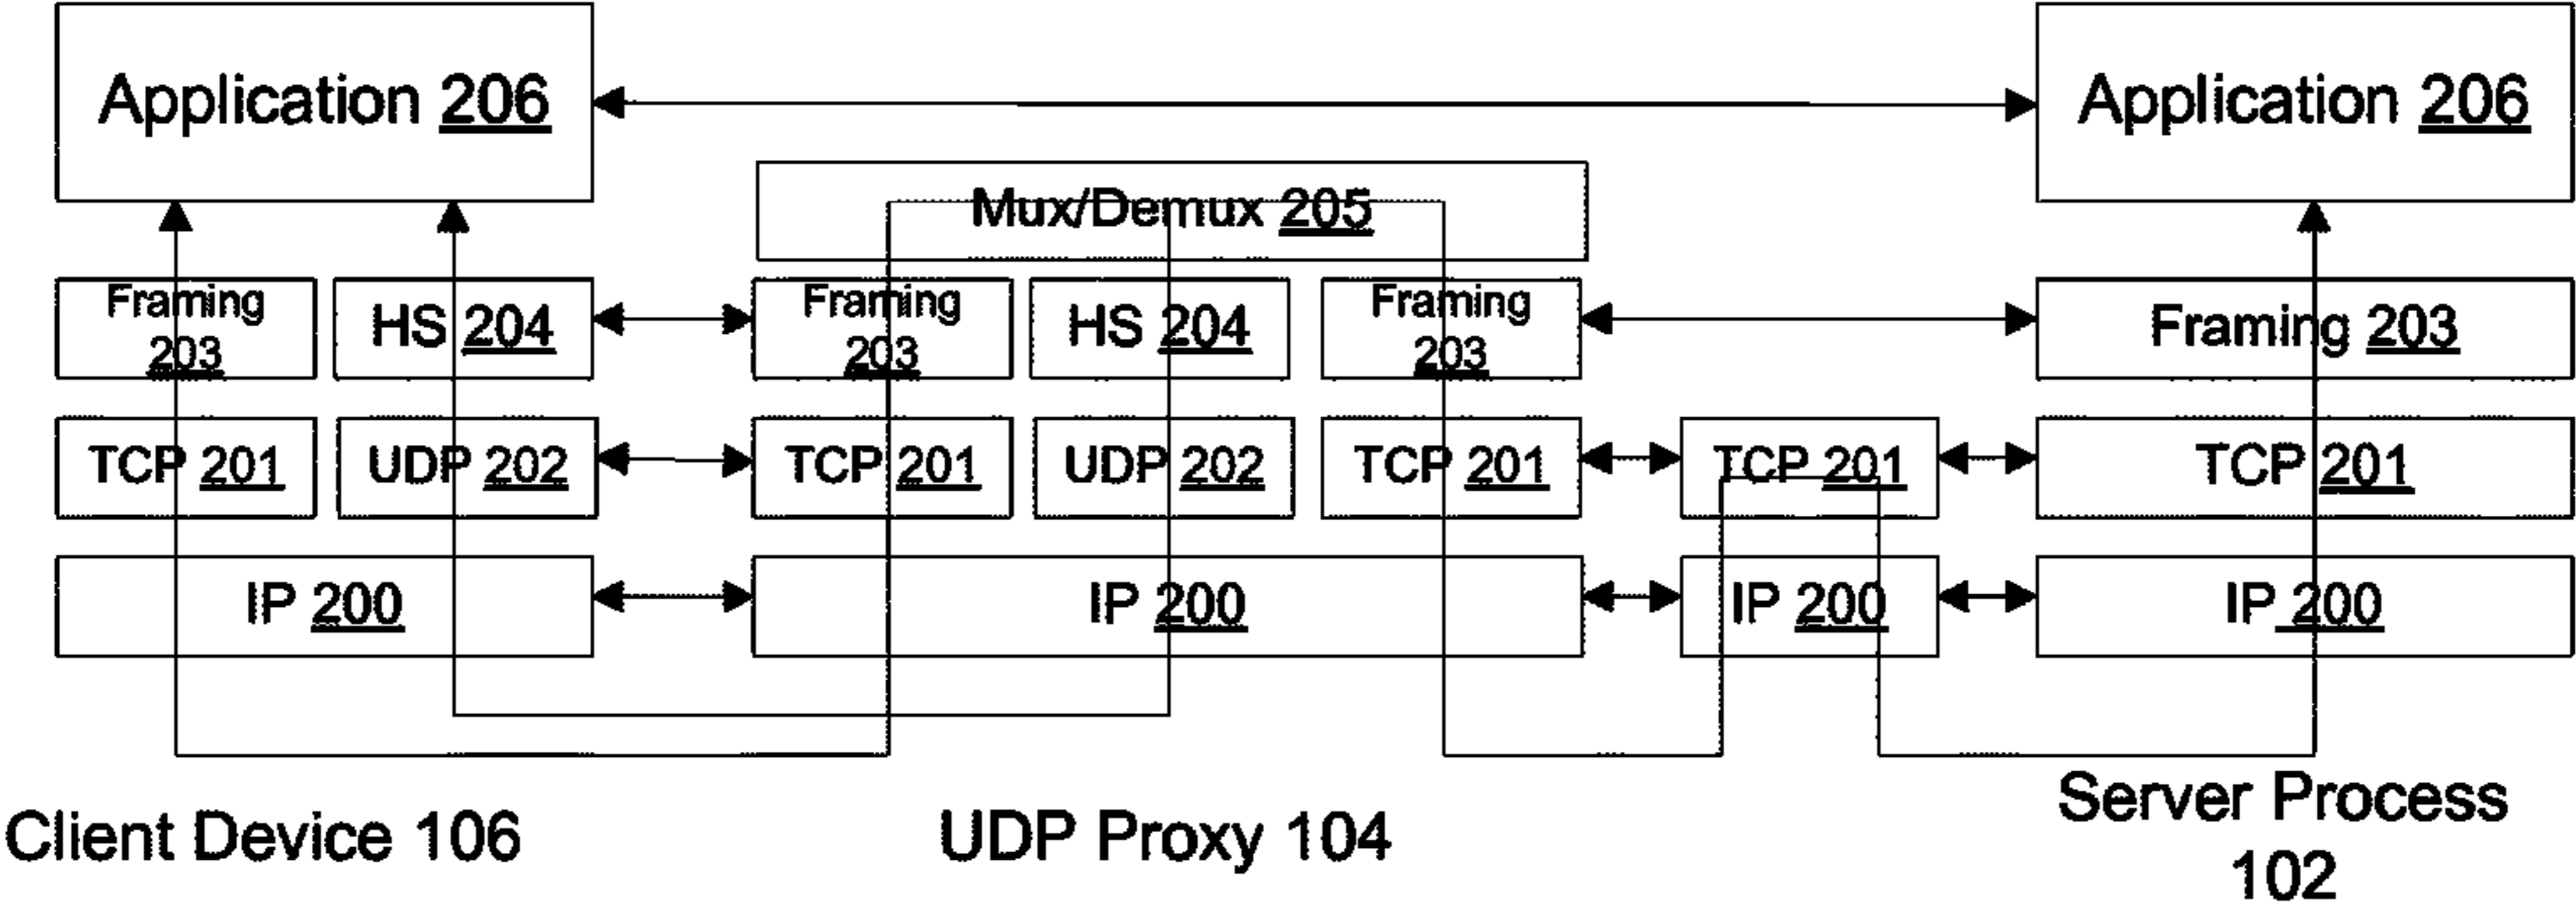 Application 206
Application 206
Mux/Demux 205
Framing
203
HS 204
Framing
203
HS 204
Framing
203
Framing 203
TCP 201
UDP 202
TCP 201
UDP 202
TCP 201
TCP 201
TCP 201
IP 200
IP 200
IP 200
IP 200
Client Device 106
UDP Proxy 104
Server Process
102